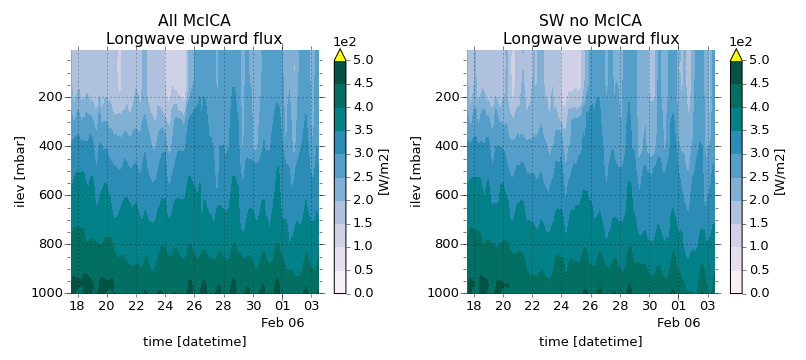 All McICA
Longwave upward flux
1e2
5.0
4.5
4.0
3.5
3.0
2.5
2.0
1.5
1.0
0.5
0.0
[W/m2]
ilev [mbar]
200
400
600
800
1000
18 20 22 24 26 28 30 01 03
Feb 06
time [datetime]
SW no McICA
Longwave upward flux
1e2
5.0
4.5
4.0
3.5
3.0
2.5
2.0
1.5
1.0
0.5
0.0
[W/m2]
ilev [mbar]
200
400
600
800
1000
18 20 22 24 26 28 30 01 03
Feb 06
time [datetime]